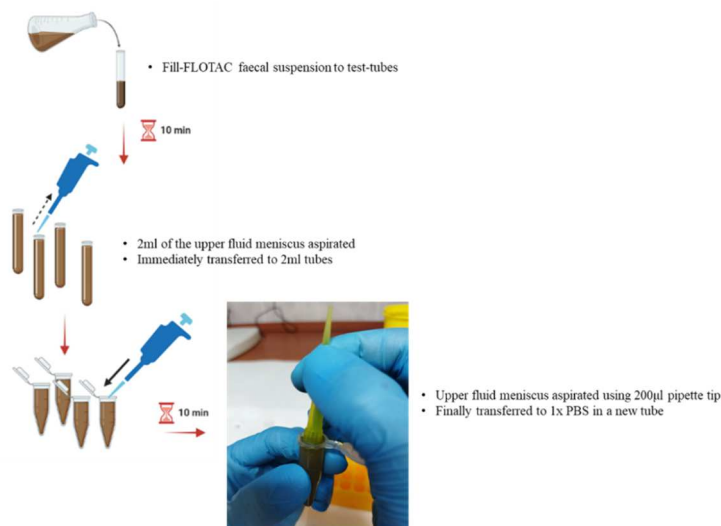 • Fill-FLOTAC faecal suspension to test-tubes
10 min
• 2ml of the upper fluid meniscus aspirated
• Immediately transferred to 2ml tubes
10 min
• Upper fluid meniscus aspirated using 200µl pipette tip
• Finally transferred to 1x PBS in a new tube